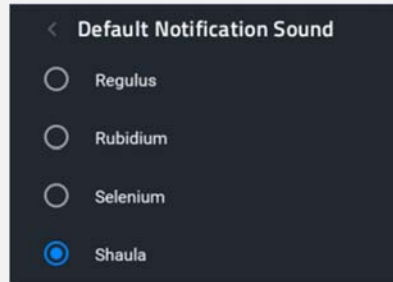 Default Notification Sound
Regulus
Rubidium
Selenium
Shaula